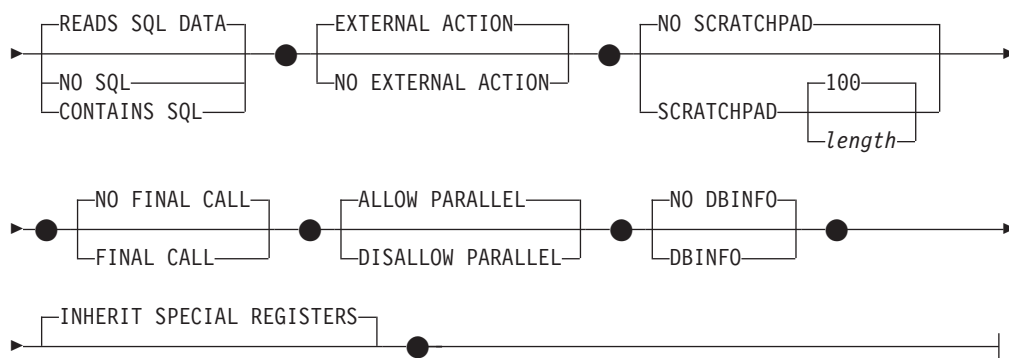 READS SQL DATA EXTERNAL ACTION NO SCRATCHPAD
NO SQL NO EXTERNAL ACTION 100
CONTAINS SQL SCRATCHPAD
length
NO FINAL CALL ALLOW PARALLEL NO DBINFO
FINAL CALL DISALLOW PARALLEL DBINFO
INHERIT SPECIAL REGISTERS